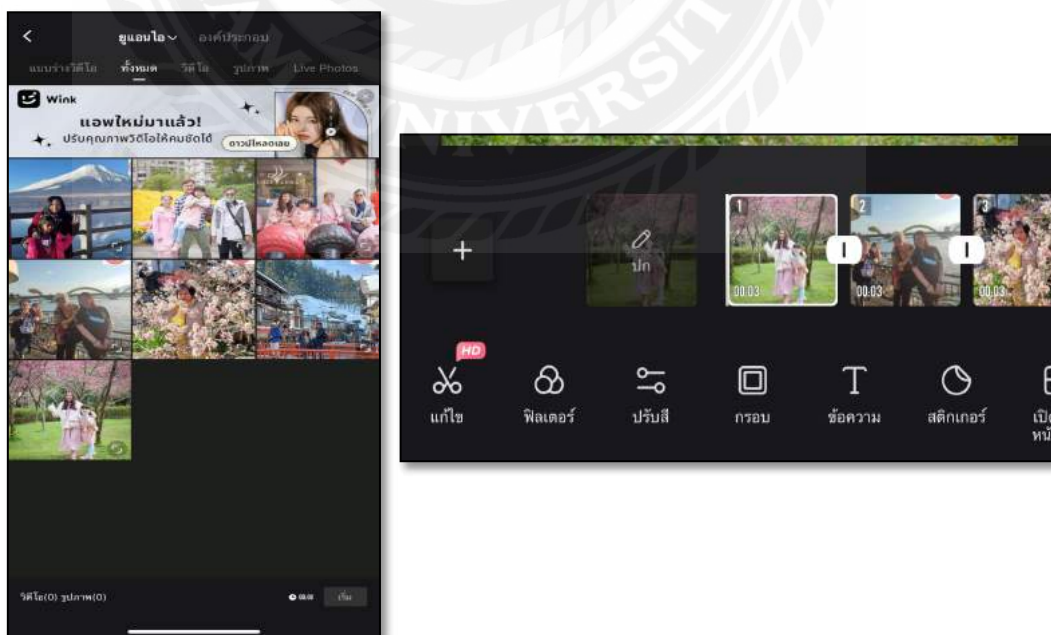 ยูแอนไอ องค์ประกอบ
แบบร่างวิดีโอ ทั้งหมด วิดีโอ รูปภาพ Live Photos
Wink
แอพใหม่มาแล้ว!
ปรับคุณภาพวิดีโอให้คมชัดได้
ดาวน์โหลดเลย
วิดีโอ(0) รูปภาพ(0) 00:00 เริ่ม
UNIVERSIT
+ ปก
1 2 3
00:03 00:03 00:03
HD
แก้ไข ฟิลเตอร์ ปรับสี กรอบ ข้อความ สติกเกอร์